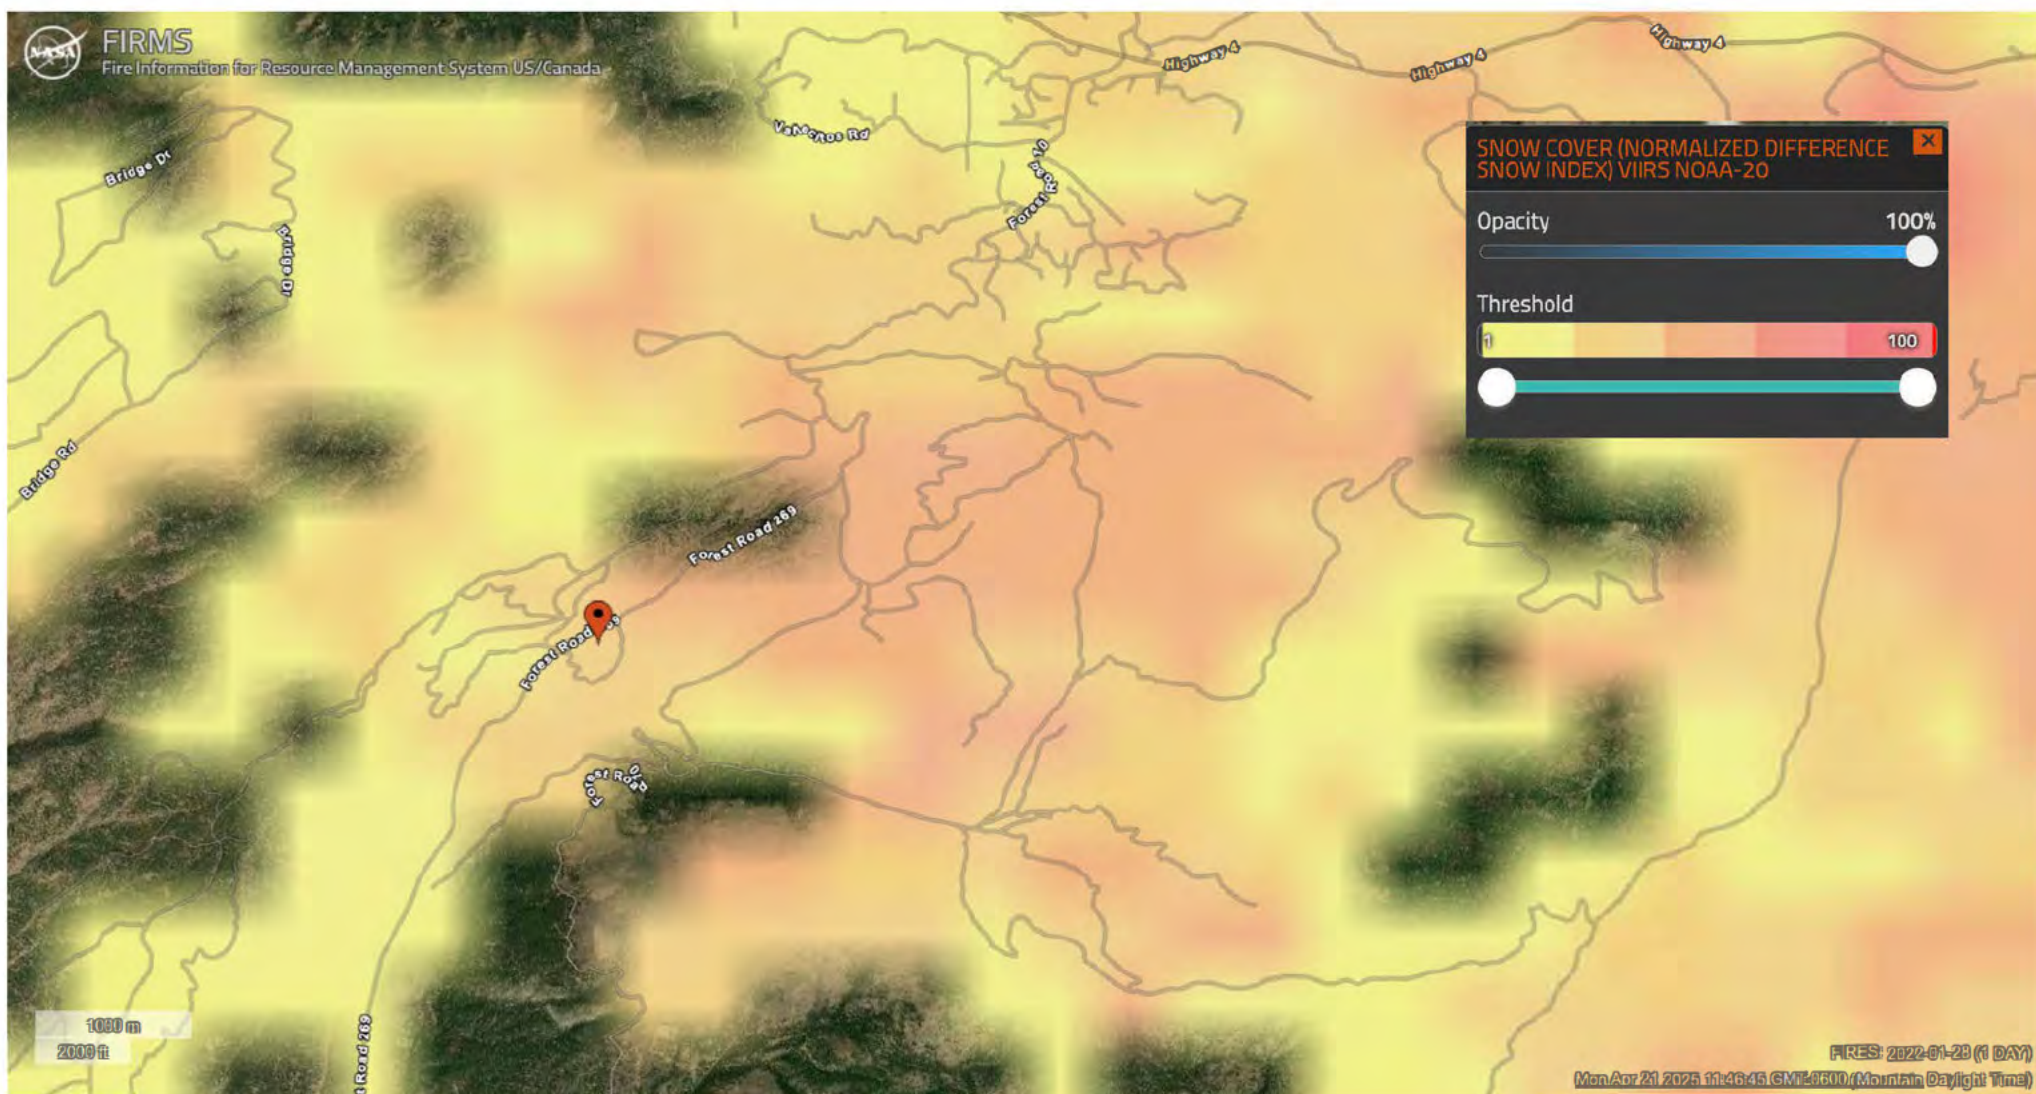 FIRMS
Fire Information for Resource Management System US/Canada
Highway 4
Highway 4
Highway 4
Vallecitos Rd
Bridge Dr
Forest Road 10
SNOW COVER (NORMALIZED DIFFERENCE
SNOW INDEX) VIIRS NOAA-20
Opacity
100%
Threshold
1
100
Bridge Dr
Bridge Rd
Forest Road 269
Forest Road 269
Forest Road
1000 m
2000 ft
st Road 269
FIRES: 2022-01-28 (1 DAY)
Mon Apr 21 2025 11:46:45 GMT-0600 (Mountain Daylight Time)
NASA